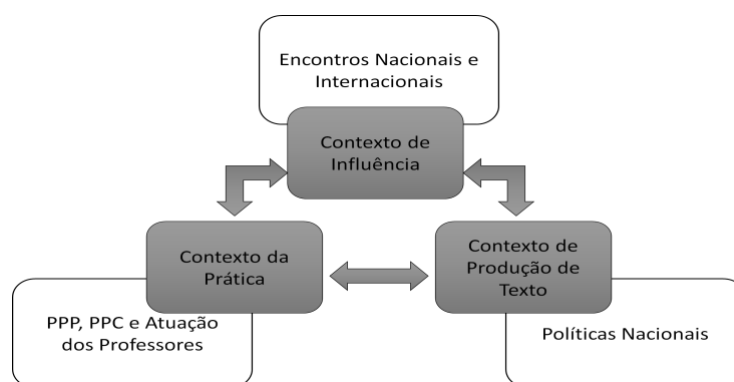 Encontros Nacionais e
Internacionais
Contexto de
Influência
Contexto da
Prática
Contexto de
Produção de
Texto
PPP, PPC e Atuação
dos Professores
Políticas Nacionais